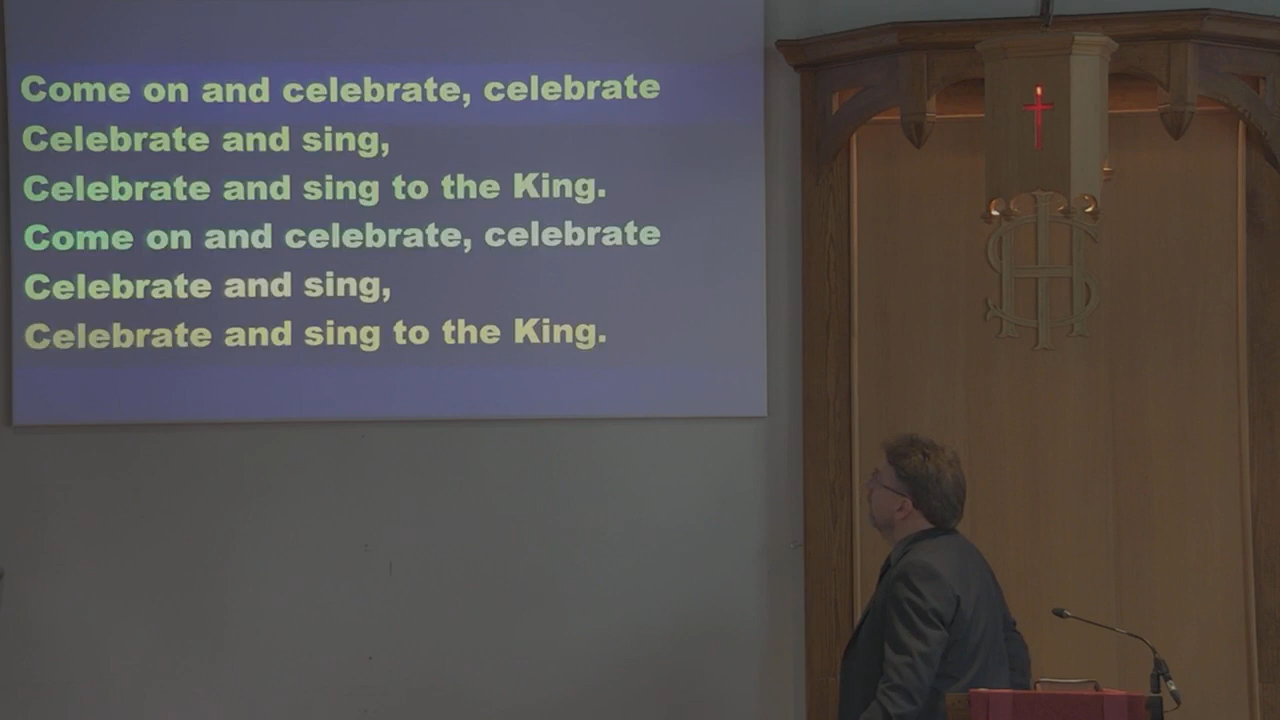 Come on and celebrate, celebrate
Celebrate and sing,
Celebrate and sing to the King.
Come on and celebrate, celebrate
Celebrate and sing,
Celebrate and sing to the King.
IHS